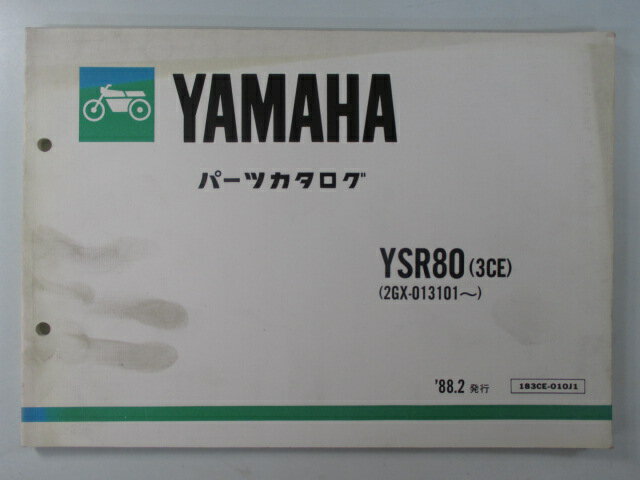 YAMAHA
パーツカタログ
YSR80 (3CE)
(2GX-013101〜)
'88.2 発行
183CE-010J1